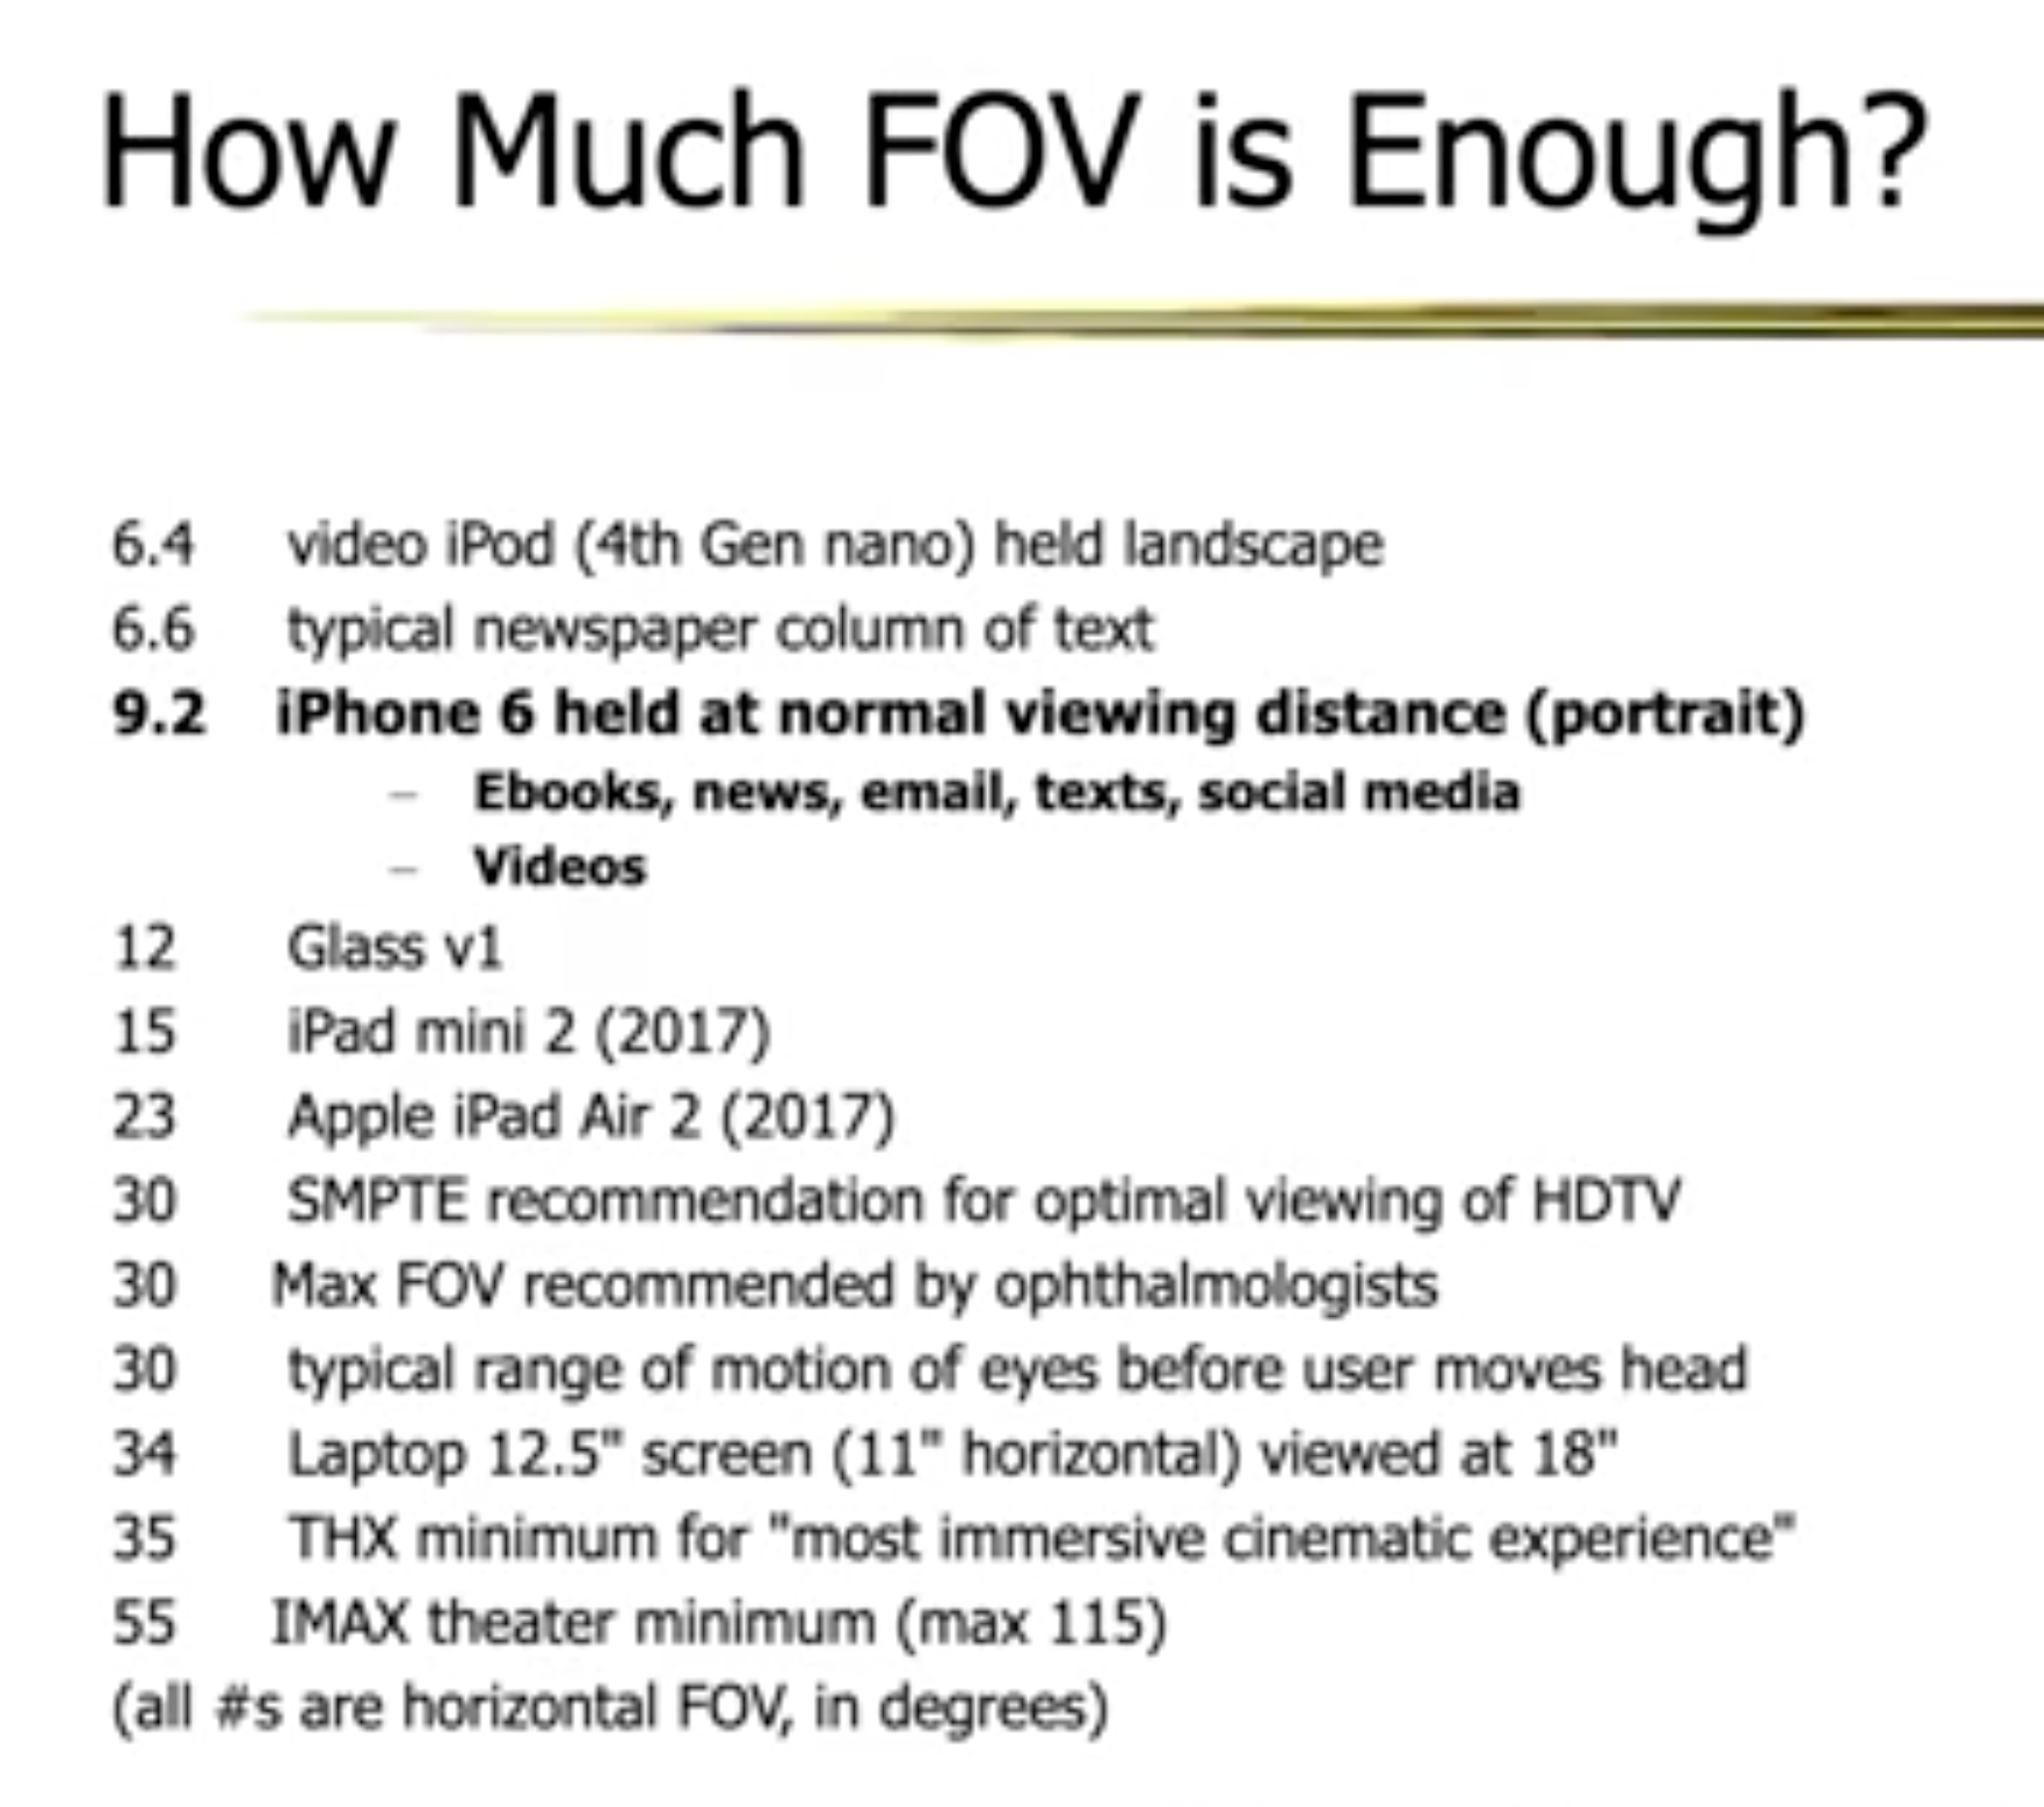 How Much FOV is Enough?
6.4 video iPod (4th Gen nano) held landscape
6.6 typical newspaper column of text
9.2 iPhone 6 held at normal viewing distance (portrait)
– Ebooks, news, email, texts, social media
– Videos
12 Glass v1
15 iPad mini 2 (2017)
23 Apple iPad Air 2 (2017)
30 SMPTE recommendation for optimal viewing of HDTV
30 Max FOV recommended by ophthalmologists
30 typical range of motion of eyes before user moves head
34 Laptop 12.5" screen (11" horizontal) viewed at 18"
35 THX minimum for "most immersive cinematic experience"
55 IMAX theater minimum (max 115)
(all #s are horizontal FOV, in degrees)